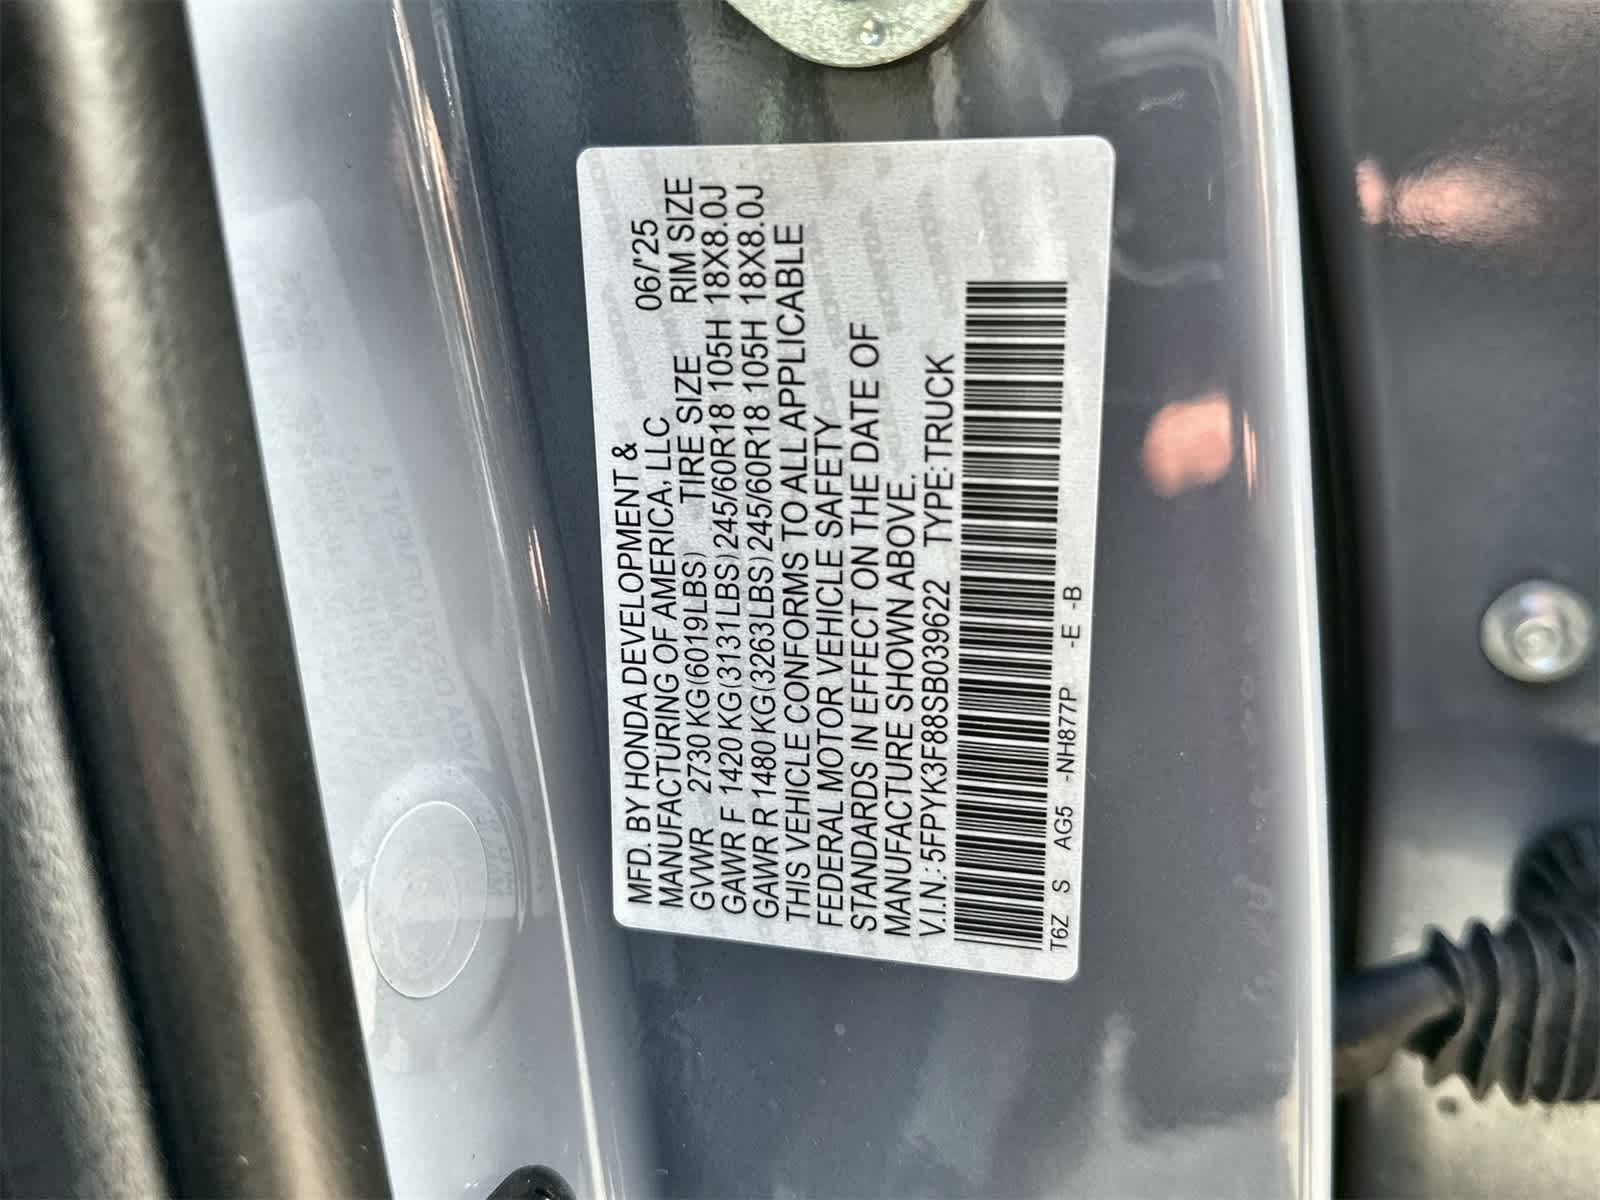 MFD. BY HONDA DEVELOPMENT & 06/'25
MANUFACTURING OF AMERICA, LLC
GVWR 2730 KG(6019LBS) TIRE SIZE RIM SIZE
GAWR F 1420 KG(3131LBS) 245/60R18 105H 18X8.0J
GAWR R 1480 KG(3263LBS) 245/60R18 105H 18X8.0J
THIS VEHICLE CONFORMS TO ALL APPLICABLE
FEDERAL MOTOR VEHICLE SAFETY
STANDARDS IN EFFECT ON THE DATE OF
MANUFACTURE SHOWN ABOVE.
V.I.N.: 5FPYK3F88SB039622 TYPE:TRUCK
T6Z S AG5 -NH877P -E -B